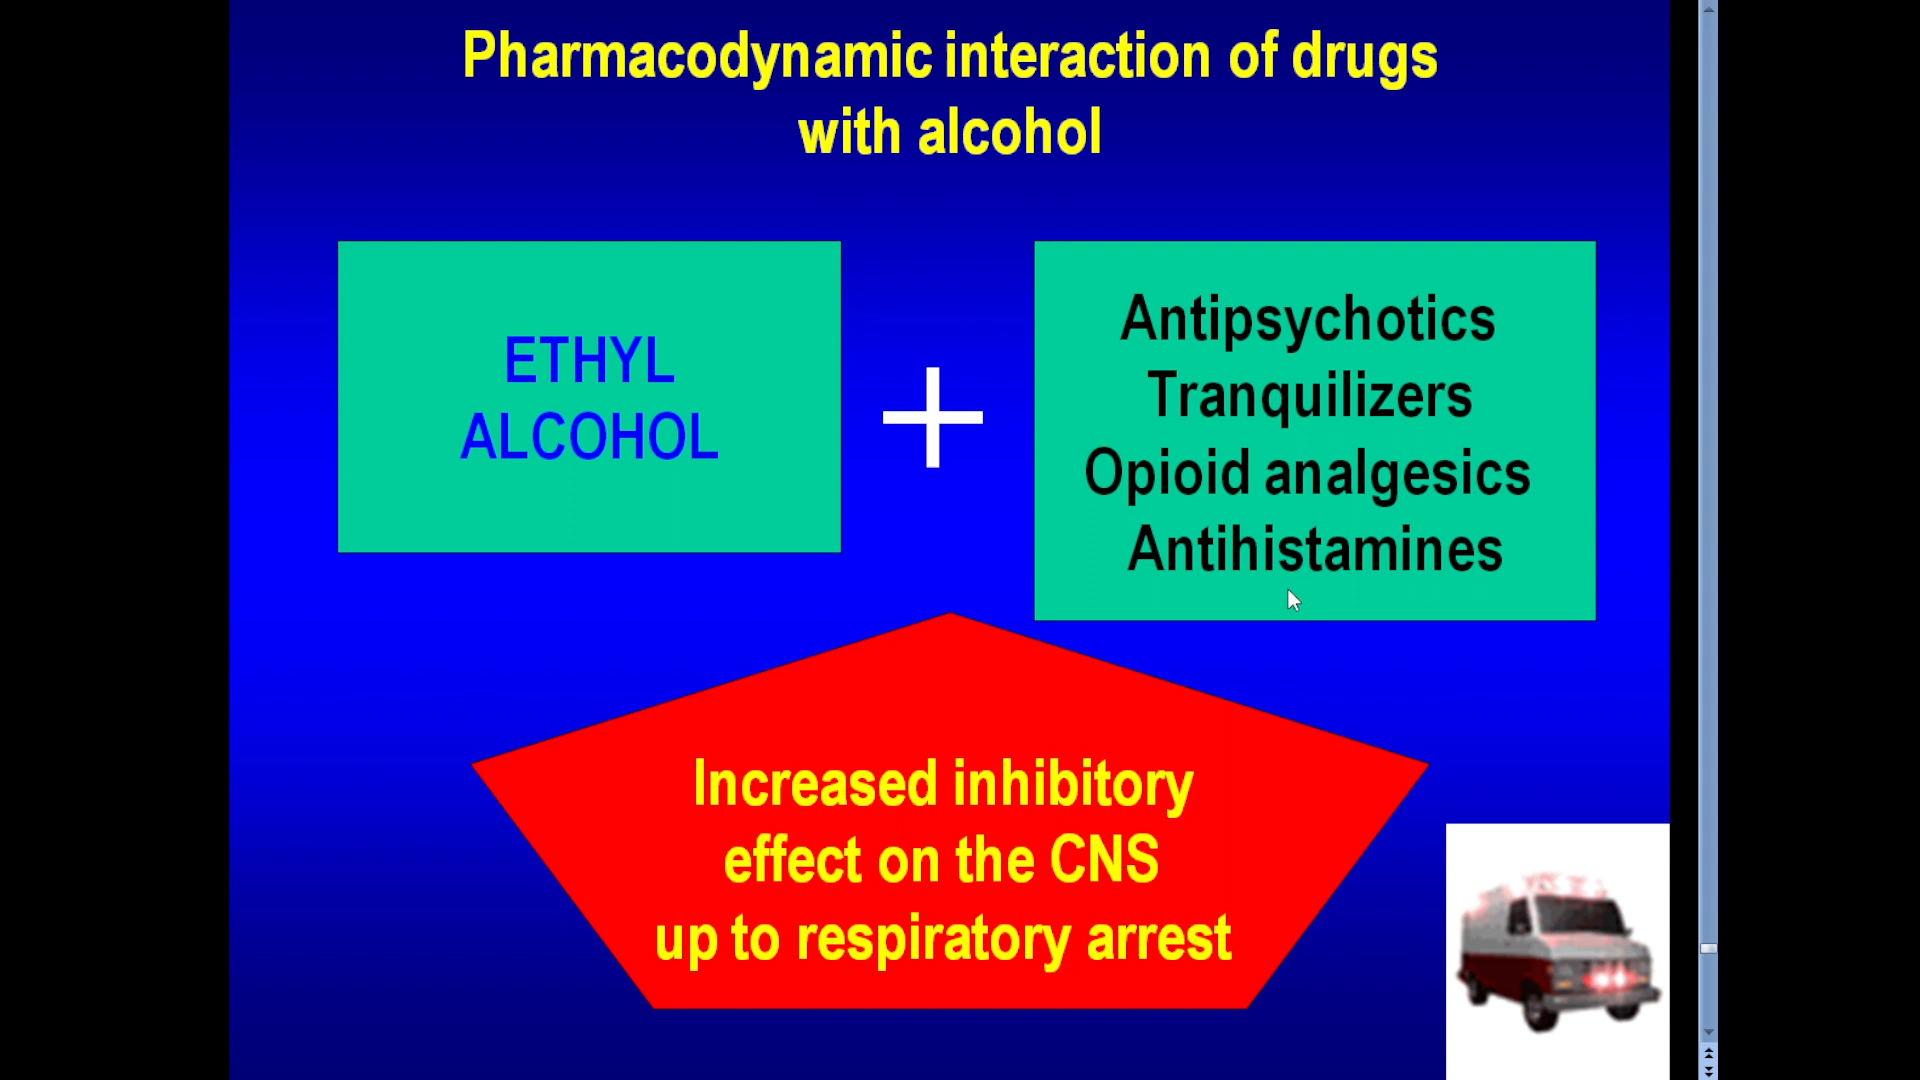 Pharmacodynamic interaction of drugs
with alcohol
ETHYL
ALCOHOL
Antipsychotics
Tranquilizers
Opioid analgesics
Antihistamines
Increased inhibitory
effect on the CNS
up to respiratory arrest